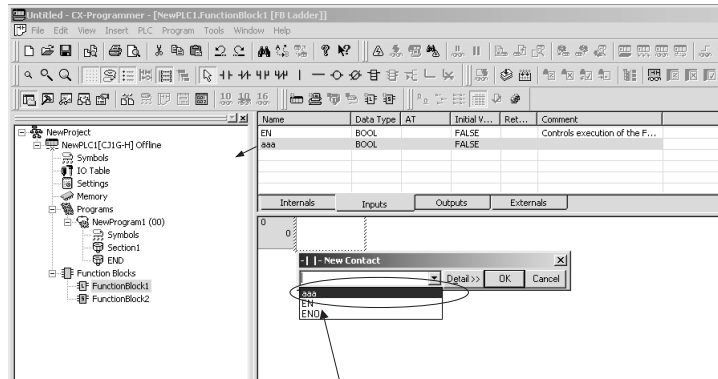 Untitled - CX-Programmer - [NewPLC1.FunctionBlock1 [FB Ladder]]
File Edit View Insert PLC Program Tools Window Help
10 10 16
Name Data Type AT Initial V... Ret... Comment
EN BOOL FALSE Controls execution of the F...
aaa BOOL FALSE
Internals Inputs Outputs Externals
NewProject
NewPLC1[CJ1G-H] Offline
Symbols
IO Table
Settings
Memory
Programs
NewProgram1 (00)
Symbols
Section1
END
Function Blocks
FunctionBlock1
FunctionBlock2
0
0
New Contact
Detail >> OK Cancel
aaa
EN
ENO